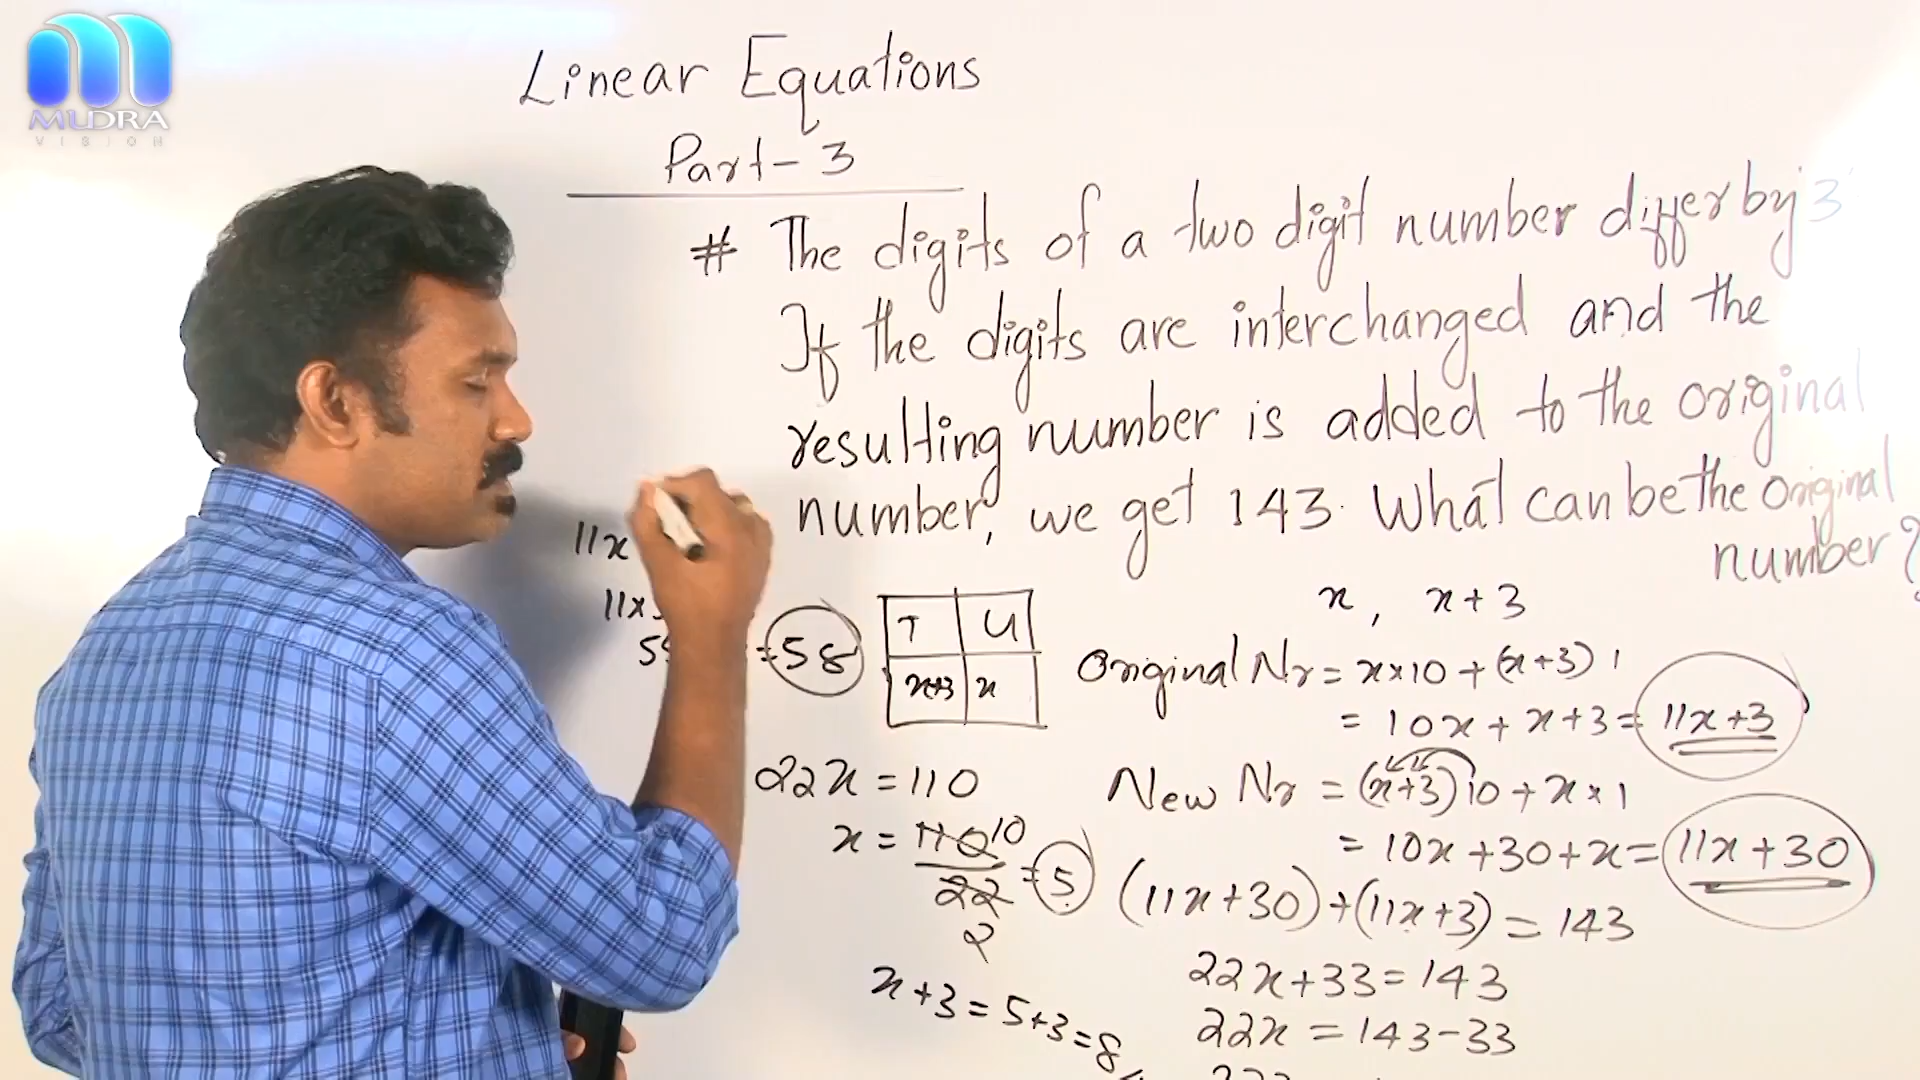 MUDRA
VISION
Linear Equations
Part-3
# The digits of a two digit number differ by 3
If the digits are interchanged and the
resulting number is added to the original
number, we get 143. What can be the original
number?
11x
11x
= 58
T U
x+3 x
x, x+3
Original Nr = x×10 + (x+3) 1
= 10x + x+3 = 11x+3
New Nr = (x+3)10 + x×1
= 10x+30+x = 11x+30
(11x+30)+(11x+3) = 143
22x+33=143
22x = 143-33
22x = 110
x = 110 10
22 = 5
2
x+3 = 5+3 = 8